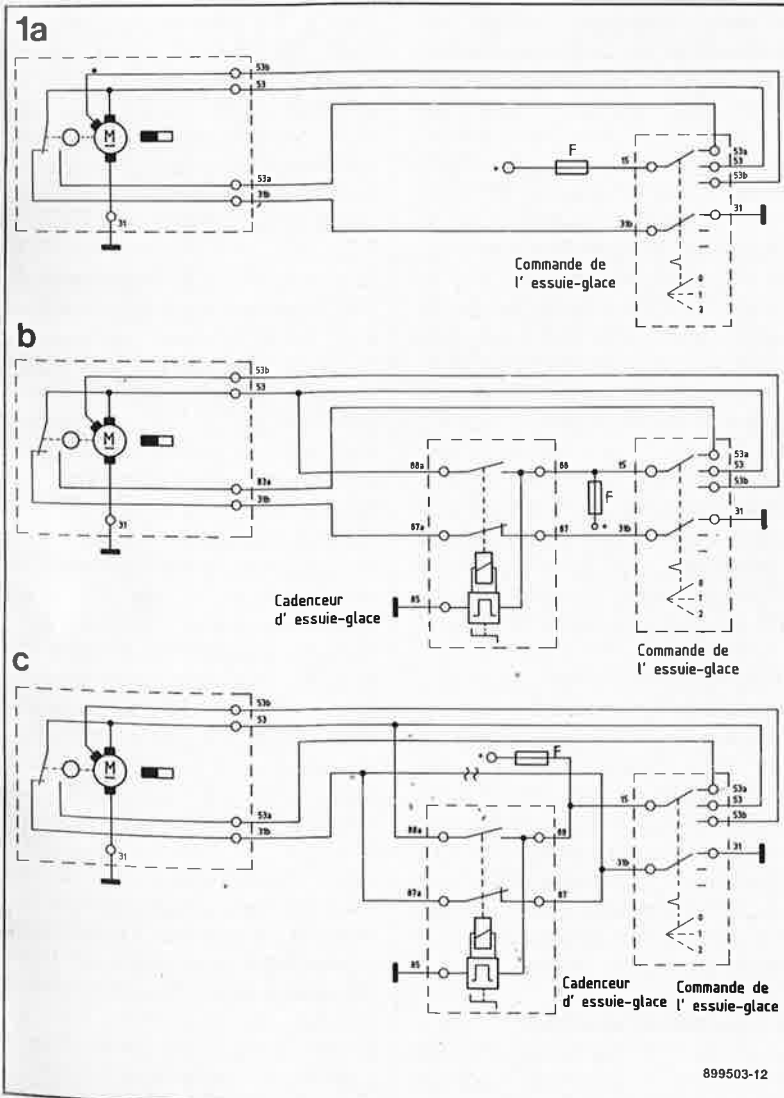 1a
53b
53
M
F
15
53a
53
53b
53a
31b
31b
31
31
Commande de
l' essuie-glace
0
1
2
b
53b
53
M
83a
31b
31
88a
88
15
F
53a
53
53b
87a
87
31b
31
85
Cadenceur
d' essuie-glace
0
1
2
Commande de
l' essuie-glace
c
53b
53
M
F
53a
31b
31
15
53a
53
53b
88a
88
31b
31
87a
87
85
0
1
2
Cadenceur
d' essuie-glace
Commande de
l' essuie-glace
899503-12